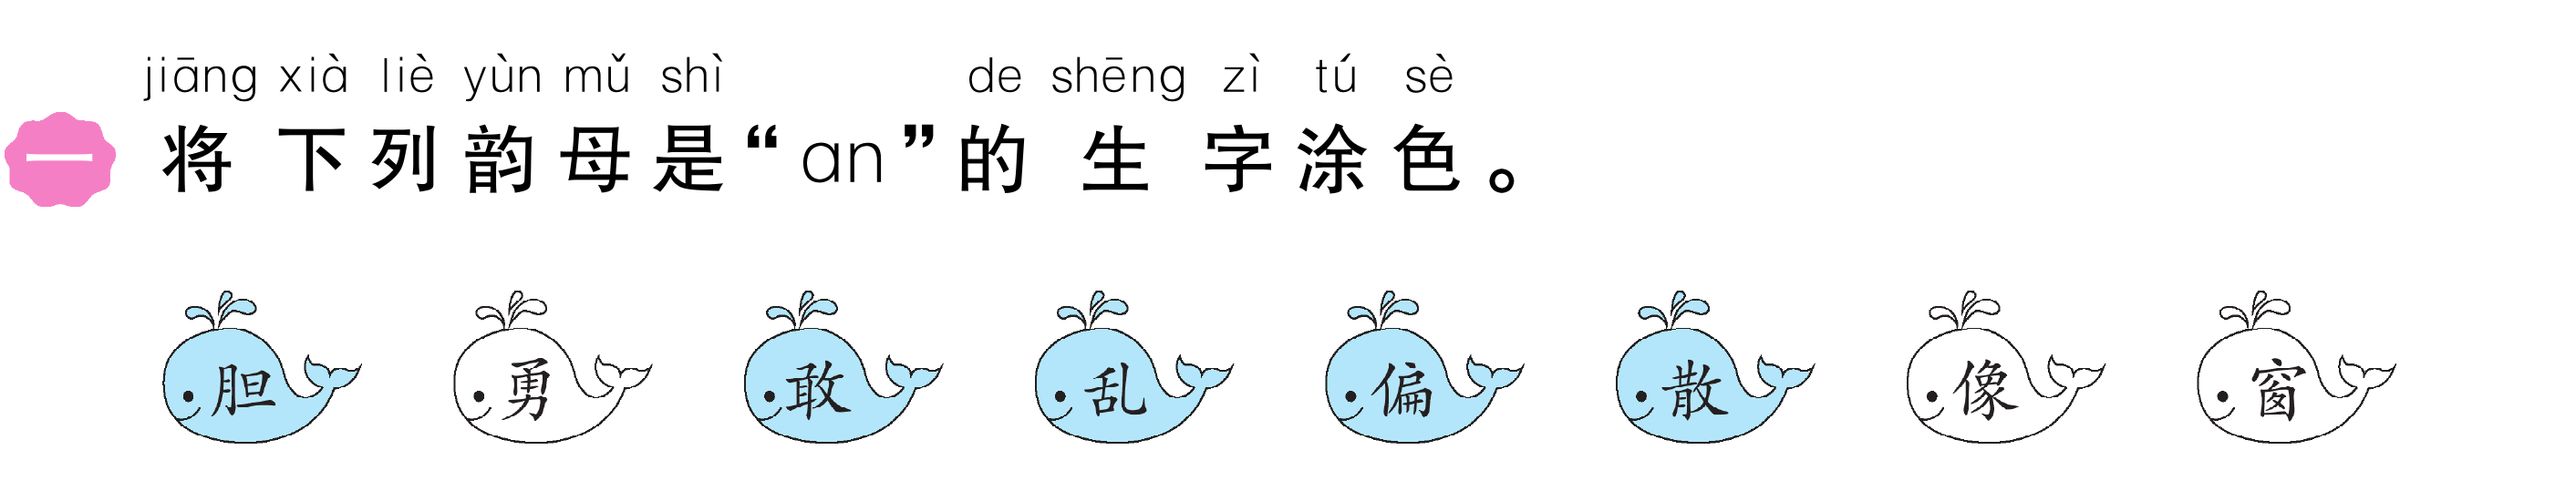 jiāng xià liè yùn mǔ shì de shēng zì tú sè
一 将下列韵母是“an”的生字涂色。
胆 勇 敢 乱 偏 散 像 窗